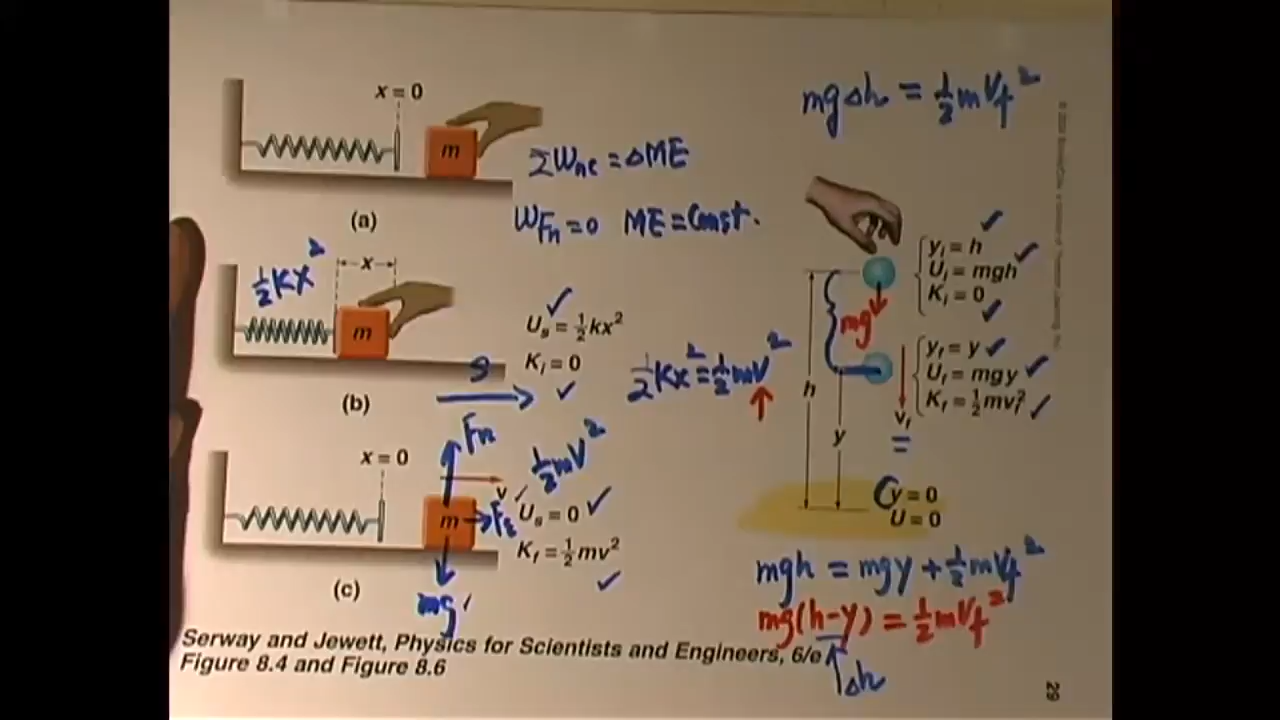 x = 0
m
(a)
ΣWnc = ΔME
WFn = 0 ME = Const.
½KX²
x
m
Us = ½kx²
Ki = 0
(b)
S
½Kx² = ½mV²
Fn
x = 0
½mV²
v
m
Us = 0
Kf = ½mv²
(c)
mg
mgΔh = ½mVf²
yi = h
Ui = mgh
Ki = 0
mg
yf = y
Uf = mgy
Kf = ½mvf²
h
y
vf
=
y = 0
U = 0
mgh = mgy + ½mVf²
mg(h-y) = ½mVf²
Δh
Serway and Jewett, Physics for Scientists and Engineers, 6/e
Figure 8.4 and Figure 8.6
29